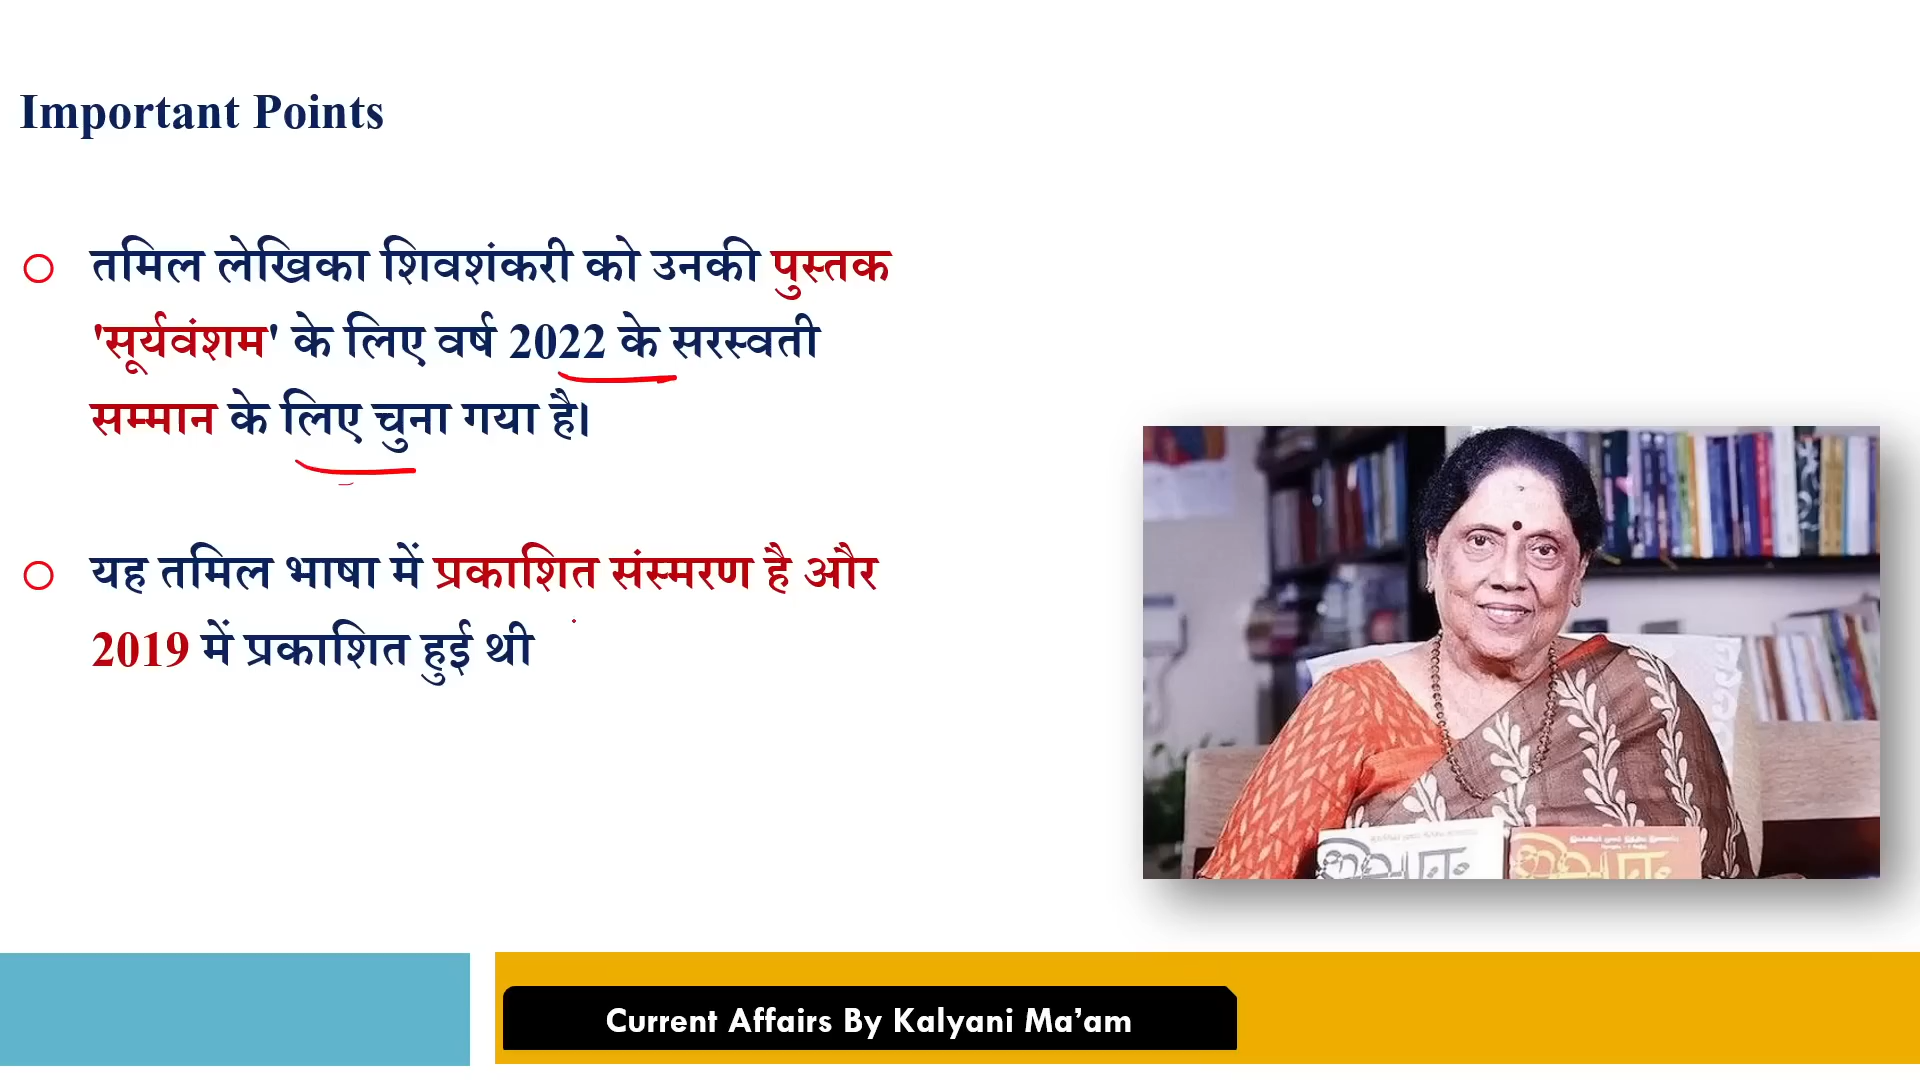 Important Points
तमिल लेखिका शिवशंकरी को उनकी पुस्तक
'सूर्यवंशम' के लिए वर्ष 2022 के सरस्वती
सम्मान के लिए चुना गया है।
यह तमिल भाषा में प्रकाशित संस्मरण है और
2019 में प्रकाशित हुई थी
Current Affairs By Kalyani Ma’am